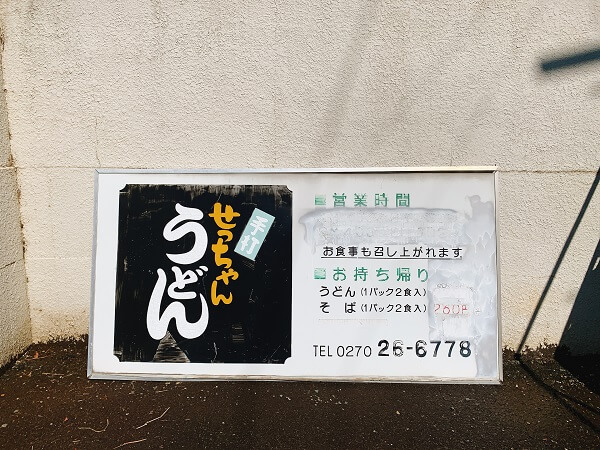 手打
せっちゃん
うどん
■営業時間
お食事も召し上がれます
■お持ち帰り
うどん（1パック2食入）
そば（1パック2食入）
TEL 0270 26-6778